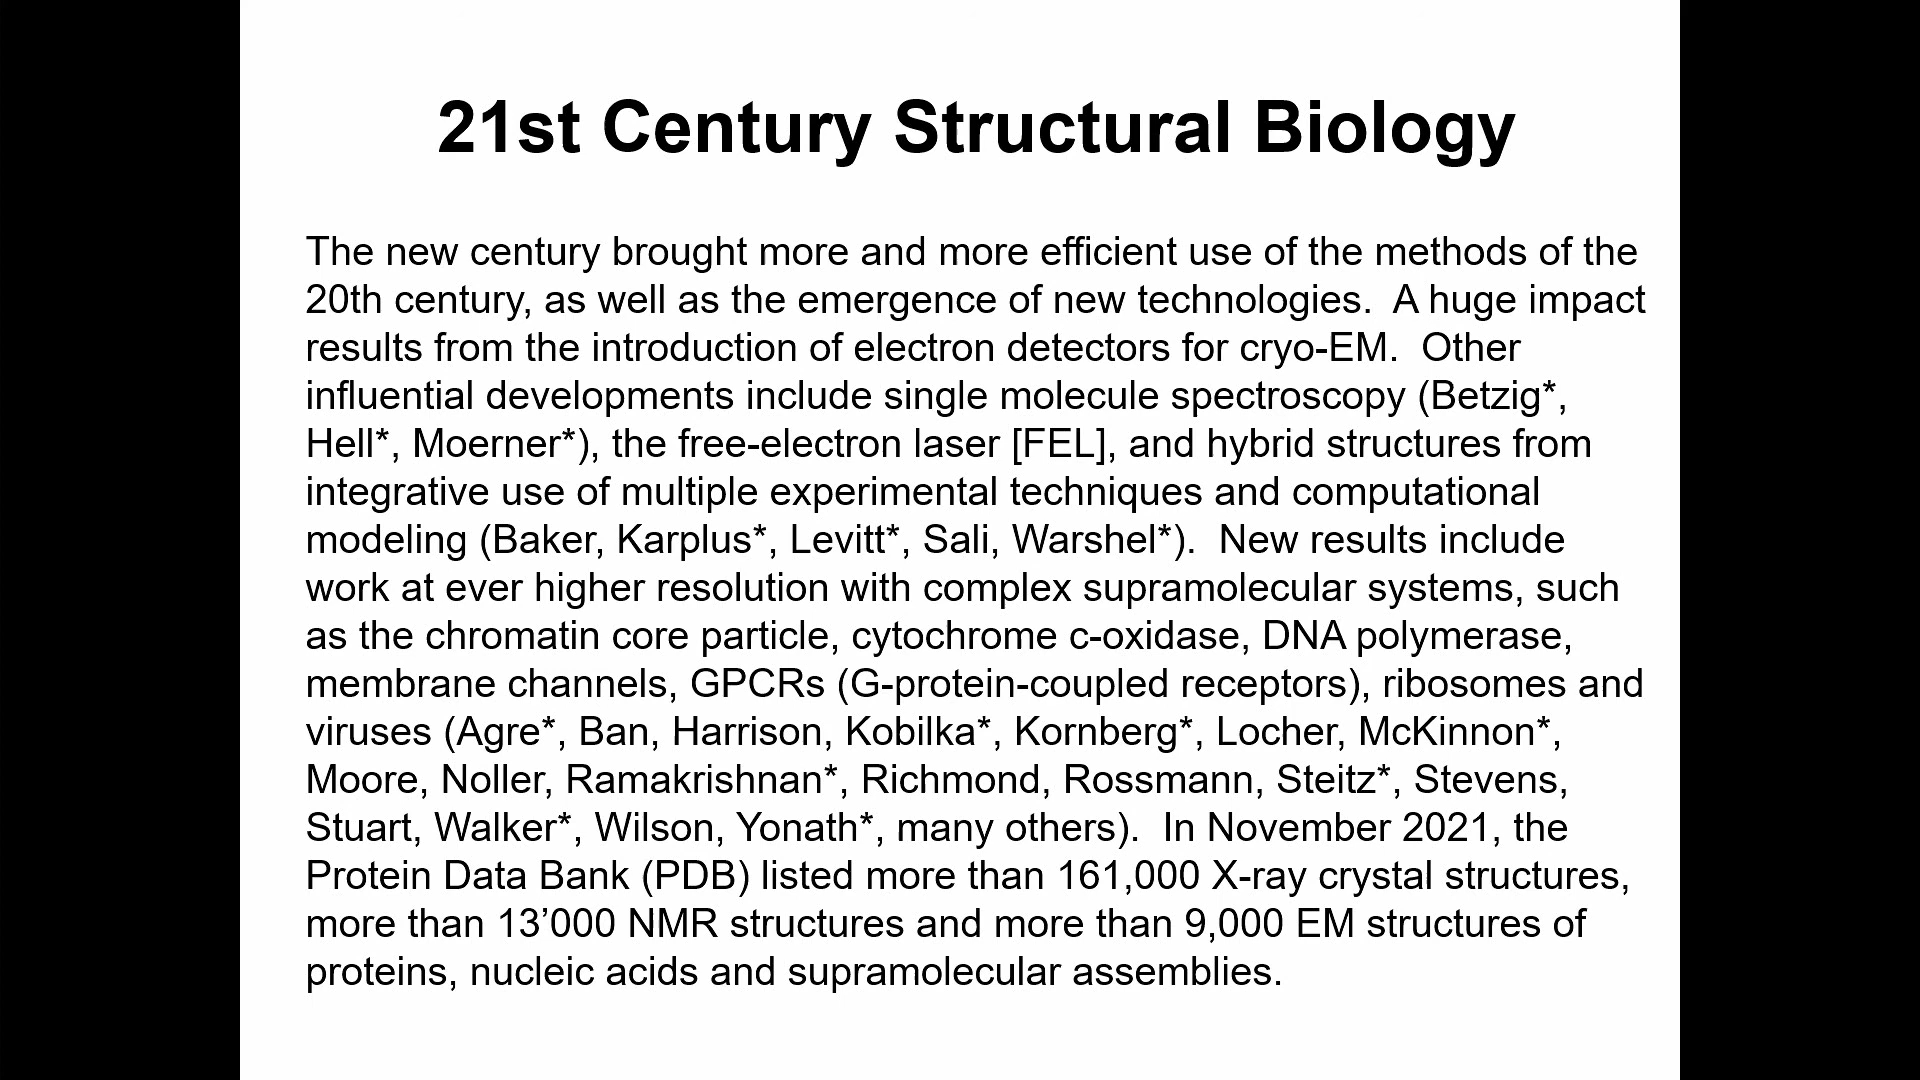 21st Century Structural Biology
The new century brought more and more efficient use of the methods of the
20th century, as well as the emergence of new technologies.  A huge impact
results from the introduction of electron detectors for cryo-EM.  Other
influential developments include single molecule spectroscopy (Betzig*,
Hell*, Moerner*), the free-electron laser [FEL], and hybrid structures from
integrative use of multiple experimental techniques and computational
modeling (Baker, Karplus*, Levitt*, Sali, Warshel*).  New results include
work at ever higher resolution with complex supramolecular systems, such
as the chromatin core particle, cytochrome c-oxidase, DNA polymerase,
membrane channels, GPCRs (G-protein-coupled receptors), ribosomes and
viruses (Agre*, Ban, Harrison, Kobilka*, Kornberg*, Locher, McKinnon*,
Moore, Noller, Ramakrishnan*, Richmond, Rossmann, Steitz*, Stevens,
Stuart, Walker*, Wilson, Yonath*, many others).  In November 2021, the
Protein Data Bank (PDB) listed more than 161,000 X-ray crystal structures,
more than 13’000 NMR structures and more than 9,000 EM structures of
proteins, nucleic acids and supramolecular assemblies.